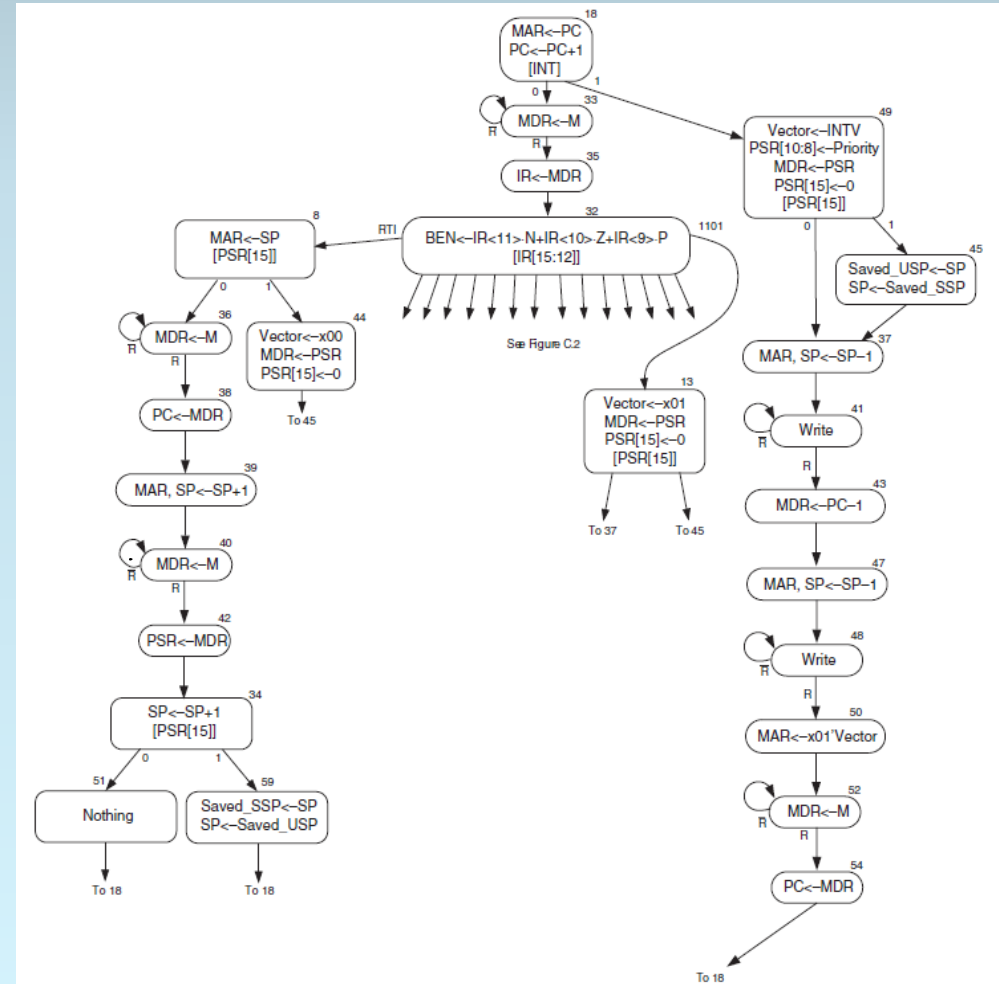 18
MAR<–PC
PC<–PC+1
[INT]
0
1
33
MDR<–M
R̅
R
35
IR<–MDR
32
BEN<–IR<11>·N+IR<10>·Z+IR<9>·P
[IR[15:12]]
RTI
1101
See Figure C.2
8
MAR<–SP
[PSR[15]]
0
1
36
MDR<–M
R̅
R
44
Vector<–x00
MDR<–PSR
PSR[15]<–0
To 45
38
PC<–MDR
39
MAR, SP<–SP+1
40
MDR<–M
R̅
R
42
PSR<–MDR
34
SP<–SP+1
[PSR[15]]
0
1
51
Nothing
To 18
59
Saved_SSP<–SP
SP<–Saved_USP
To 18
13
Vector<–x01
MDR<–PSR
PSR[15]<–0
[PSR[15]]
To 37
To 45
49
Vector<–INTV
PSR[10:8]<–Priority
MDR<–PSR
PSR[15]<–0
[PSR[15]]
0
1
45
Saved_USP<–SP
SP<–Saved_SSP
37
MAR, SP<–SP–1
41
Write
R̅
R
43
MDR<–PC–1
47
MAR, SP<–SP–1
48
Write
R̅
R
50
MAR<–x01'Vector
52
MDR<–M
R̅
R
54
PC<–MDR
To 18